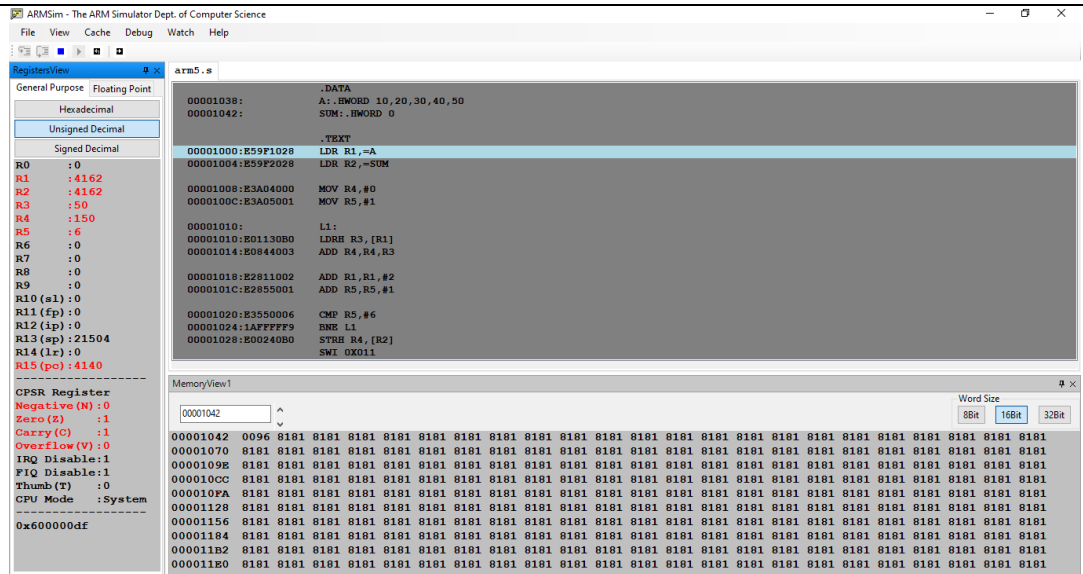 ARMSim - The ARM Simulator Dept. of Computer Science
File View Cache Debug Watch Help
RegistersView
General Purpose Floating Point
Hexadecimal
Unsigned Decimal
Signed Decimal
R0 :0
R1 :4162
R2 :4162
R3 :50
R4 :150
R5 :6
R6 :0
R7 :0
R8 :0
R9 :0
R10(sl):0
R11(fp):0
R12(ip):0
R13(sp):21504
R14(lr):0
R15(pc):4140
------------------
CPSR Register
Negative(N):0
Zero(Z) :1
Carry(C) :1
Overflow(V):0
IRQ Disable:1
FIQ Disable:1
Thumb(T) :0
CPU Mode :System
------------------
0x600000df
arm5.s
.DATA
00001038: A:.HWORD 10,20,30,40,50
00001042: SUM:.HWORD 0
.TEXT
00001000:E59F1028 LDR R1,=A
00001004:E59F2028 LDR R2,=SUM
00001008:E3A04000 MOV R4,#0
0000100C:E3A05001 MOV R5,#1
00001010: L1:
00001010:E01130B0 LDRH R3,[R1]
00001014:E0844003 ADD R4,R4,R3
00001018:E2811002 ADD R1,R1,#2
0000101C:E2855001 ADD R5,R5,#1
00001020:E3550006 CMP R5,#6
00001024:1AFFFFF9 BNE L1
00001028:E00240B0 STRH R4,[R2]
SWI 0X011
MemoryView1
00001042
Word Size
8Bit 16Bit 32Bit
00001042 0096 8181 8181 8181 8181 8181 8181 8181 8181 8181 8181 8181 8181 8181 8181 8181 8181 8181 8181 8181 8181 8181 8181
00001070 8181 8181 8181 8181 8181 8181 8181 8181 8181 8181 8181 8181 8181 8181 8181 8181 8181 8181 8181 8181 8181 8181 8181
0000109E 8181 8181 8181 8181 8181 8181 8181 8181 8181 8181 8181 8181 8181 8181 8181 8181 8181 8181 8181 8181 8181 8181 8181
000010CC 8181 8181 8181 8181 8181 8181 8181 8181 8181 8181 8181 8181 8181 8181 8181 8181 8181 8181 8181 8181 8181 8181 8181
000010FA 8181 8181 8181 8181 8181 8181 8181 8181 8181 8181 8181 8181 8181 8181 8181 8181 8181 8181 8181 8181 8181 8181 8181
00001128 8181 8181 8181 8181 8181 8181 8181 8181 8181 8181 8181 8181 8181 8181 8181 8181 8181 8181 8181 8181 8181 8181 8181
00001156 8181 8181 8181 8181 8181 8181 8181 8181 8181 8181 8181 8181 8181 8181 8181 8181 8181 8181 8181 8181 8181 8181 8181
00001184 8181 8181 8181 8181 8181 8181 8181 8181 8181 8181 8181 8181 8181 8181 8181 8181 8181 8181 8181 8181 8181 8181 8181
000011B2 8181 8181 8181 8181 8181 8181 8181 8181 8181 8181 8181 8181 8181 8181 8181 8181 8181 8181 8181 8181 8181 8181 8181
000011E0 8181 8181 8181 8181 8181 8181 8181 8181 8181 8181 8181 8181 8181 8181 8181 8181 8181 8181 8181 8181 8181 8181 8181